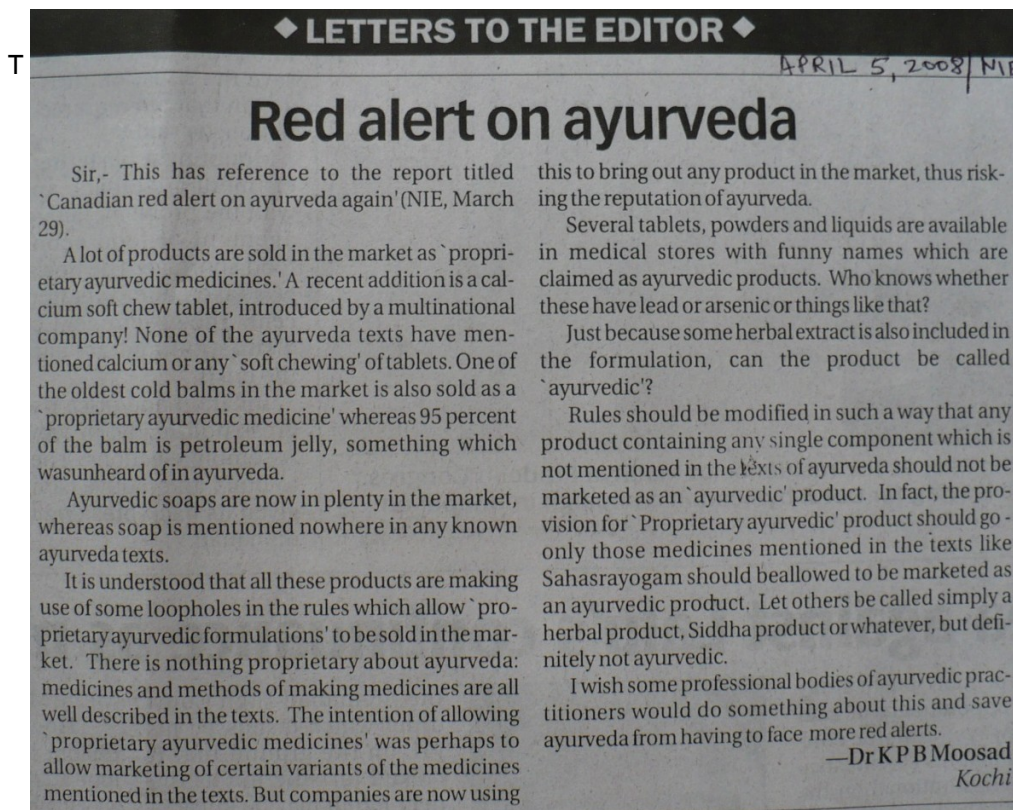 ◆ LETTERS TO THE EDITOR ◆
T
APRIL 5, 2008/NIE
Red alert on ayurveda
Sir,- This has reference to the report titled
`Canadian red alert on ayurveda again' (NIE, March
29).
A lot of products are sold in the market as `propri-
etary ayurvedic medicines.' A recent addition is a cal-
cium soft chew tablet, introduced by a multinational
company! None of the ayurveda texts have men-
tioned calcium or any `soft chewing' of tablets. One of
the oldest cold balms in the market is also sold as a
`proprietary ayurvedic medicine' whereas 95 percent
of the balm is petroleum jelly, something which
wasunheard of in ayurveda.
Ayurvedic soaps are now in plenty in the market,
whereas soap is mentioned nowhere in any known
ayurveda texts.
It is understood that all these products are making
use of some loopholes in the rules which allow `pro-
prietary ayurvedic formulations' to be sold in the mar-
ket. There is nothing proprietary about ayurveda:
medicines and methods of making medicines are all
well described in the texts. The intention of allowing
`proprietary ayurvedic medicines' was perhaps to
allow marketing of certain variants of the medicines
mentioned in the texts. But companies are now using
this to bring out any product in the market, thus risk-
ing the reputation of ayurveda.
Several tablets, powders and liquids are available
in medical stores with funny names which are
claimed as ayurvedic products. Who knows whether
these have lead or arsenic or things like that?
Just because some herbal extract is also included in
the formulation, can the product be called
`ayurvedic'?
Rules should be modified in such a way that any
product containing any single component which is
not mentioned in the texts of ayurveda should not be
marketed as an `ayurvedic' product. In fact, the pro-
vision for `Proprietary ayurvedic' product should go -
only those medicines mentioned in the texts like
Sahasrayogam should beallowed to be marketed as
an ayurvedic product. Let others be called simply a
herbal product, Siddha product or whatever, but defi-
nitely not ayurvedic.
I wish some professional bodies of ayurvedic prac-
titioners would do something about this and save
ayurveda from having to face more red alerts.
—Dr K P B Moosad
Kochi